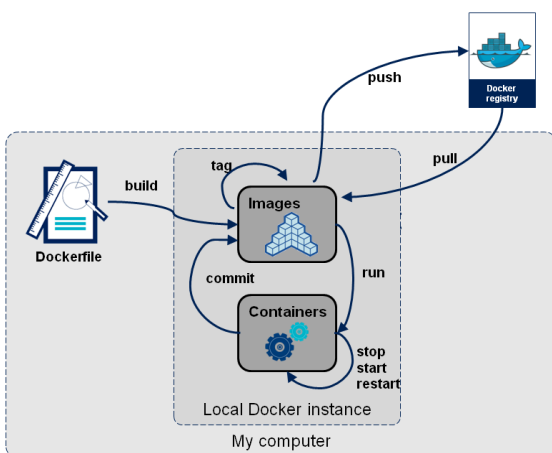 push
Docker
registry
pull
tag
build
Images
Dockerfile
commit
run
Containers
stop
start
restart
Local Docker instance
My computer